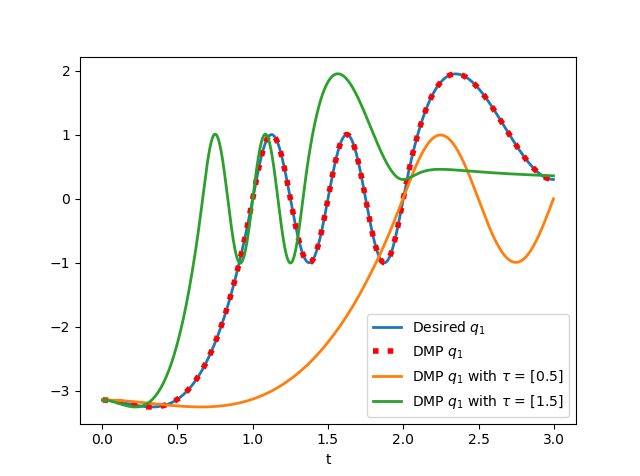 2
1
0
−1
−2
−3
0.0 0.5 1.0 1.5 2.0 2.5 3.0
t
Desired q₁
DMP q₁
DMP q₁ with τ = [0.5]
DMP q₁ with τ = [1.5]